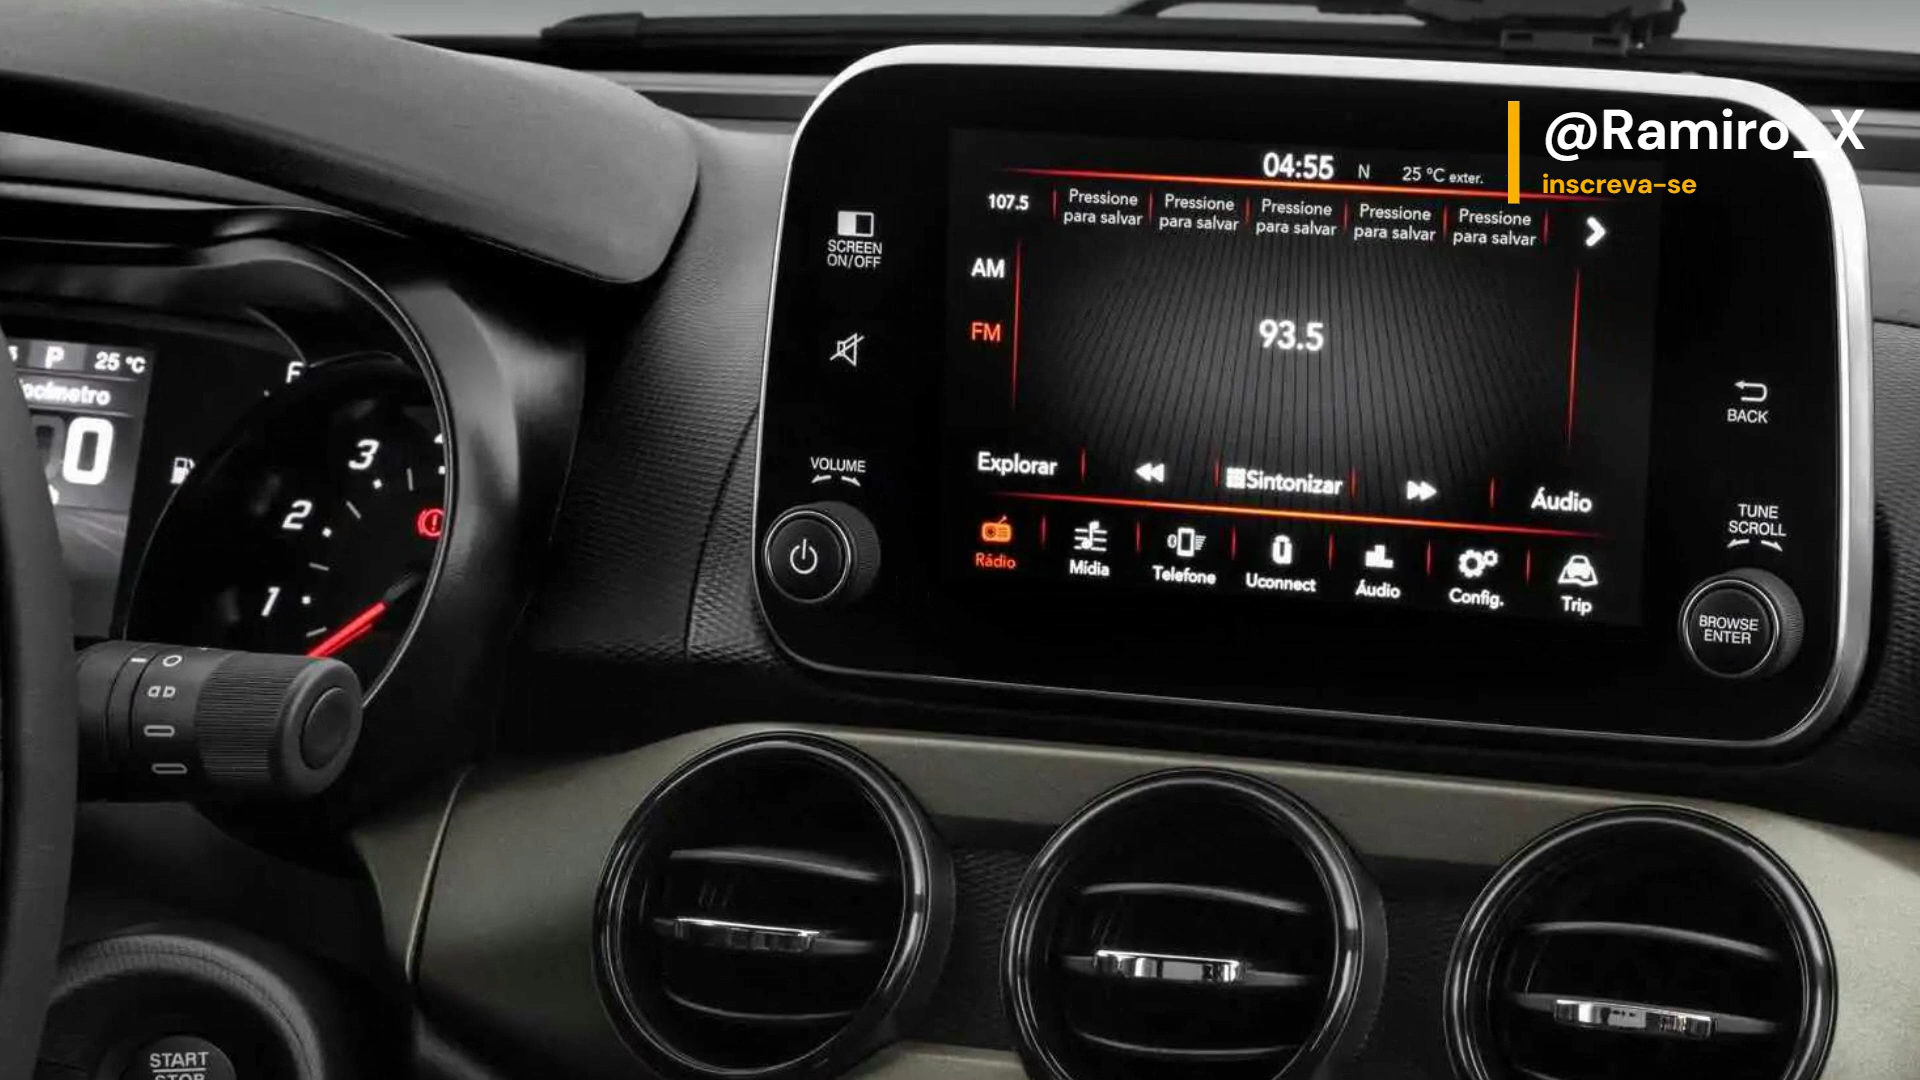 @Ramiro_X
inscreva-se
04:55 N 25 °C exter.
107.5
Pressione para salvar
Pressione para salvar
Pressione para salvar
Pressione para salvar
Pressione para salvar
SCREEN
ON/OFF
AM
FM
93.5
BACK
VOLUME
Explorar
Sintonizar
Áudio
TUNE
SCROLL
Rádio
Mídia
Telefone
Uconnect
Áudio
Config.
Trip
BROWSE
ENTER
P 25 °C
0
F
3
2
1
START
STOP